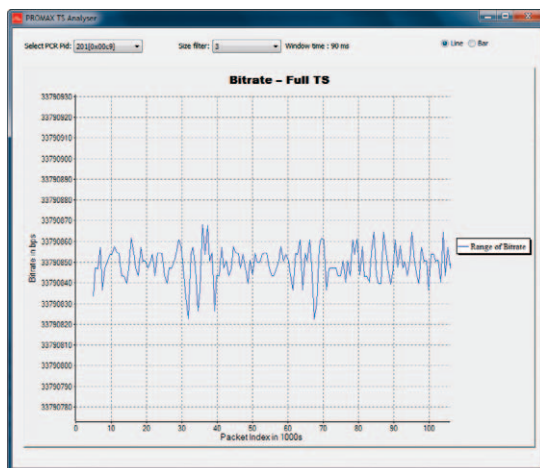 PROMAX TS Analyser
Select PCR Pid: 201[0x00c9] Size filter: 3 Window time : 90 ms Line Bar
Bitrate – Full TS
33790930
33790920
33790910
33790900
33790890
33790880
33790870
33790860
33790850
33790840
33790830
33790820
33790810
33790800
33790790
33790780
Bitrate in bps
Range of Bitrate
0 10 20 30 40 50 60 70 80 90 100
Packet Index in 1000s